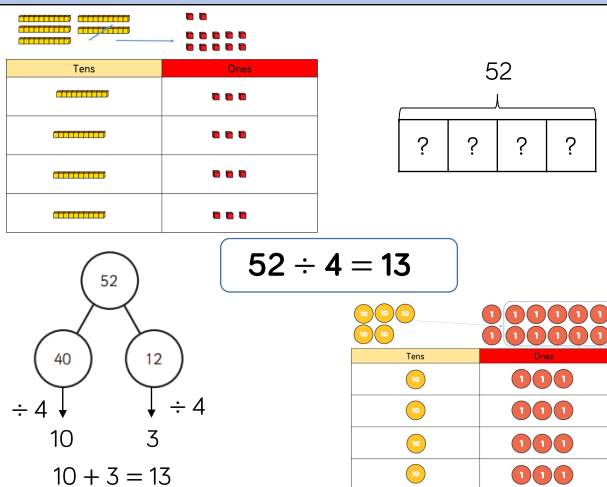 Tens Ones
52
? ? ? ?
52 ÷ 4 = 13
52
40 12
÷ 4 ÷ 4
10 3
10 + 3 = 13
10 10 10 1 1 1 1 1 1
10 10 1 1 1 1 1 1
Tens Ones
10 1 1 1
10 1 1 1
10 1 1 1
10 1 1 1